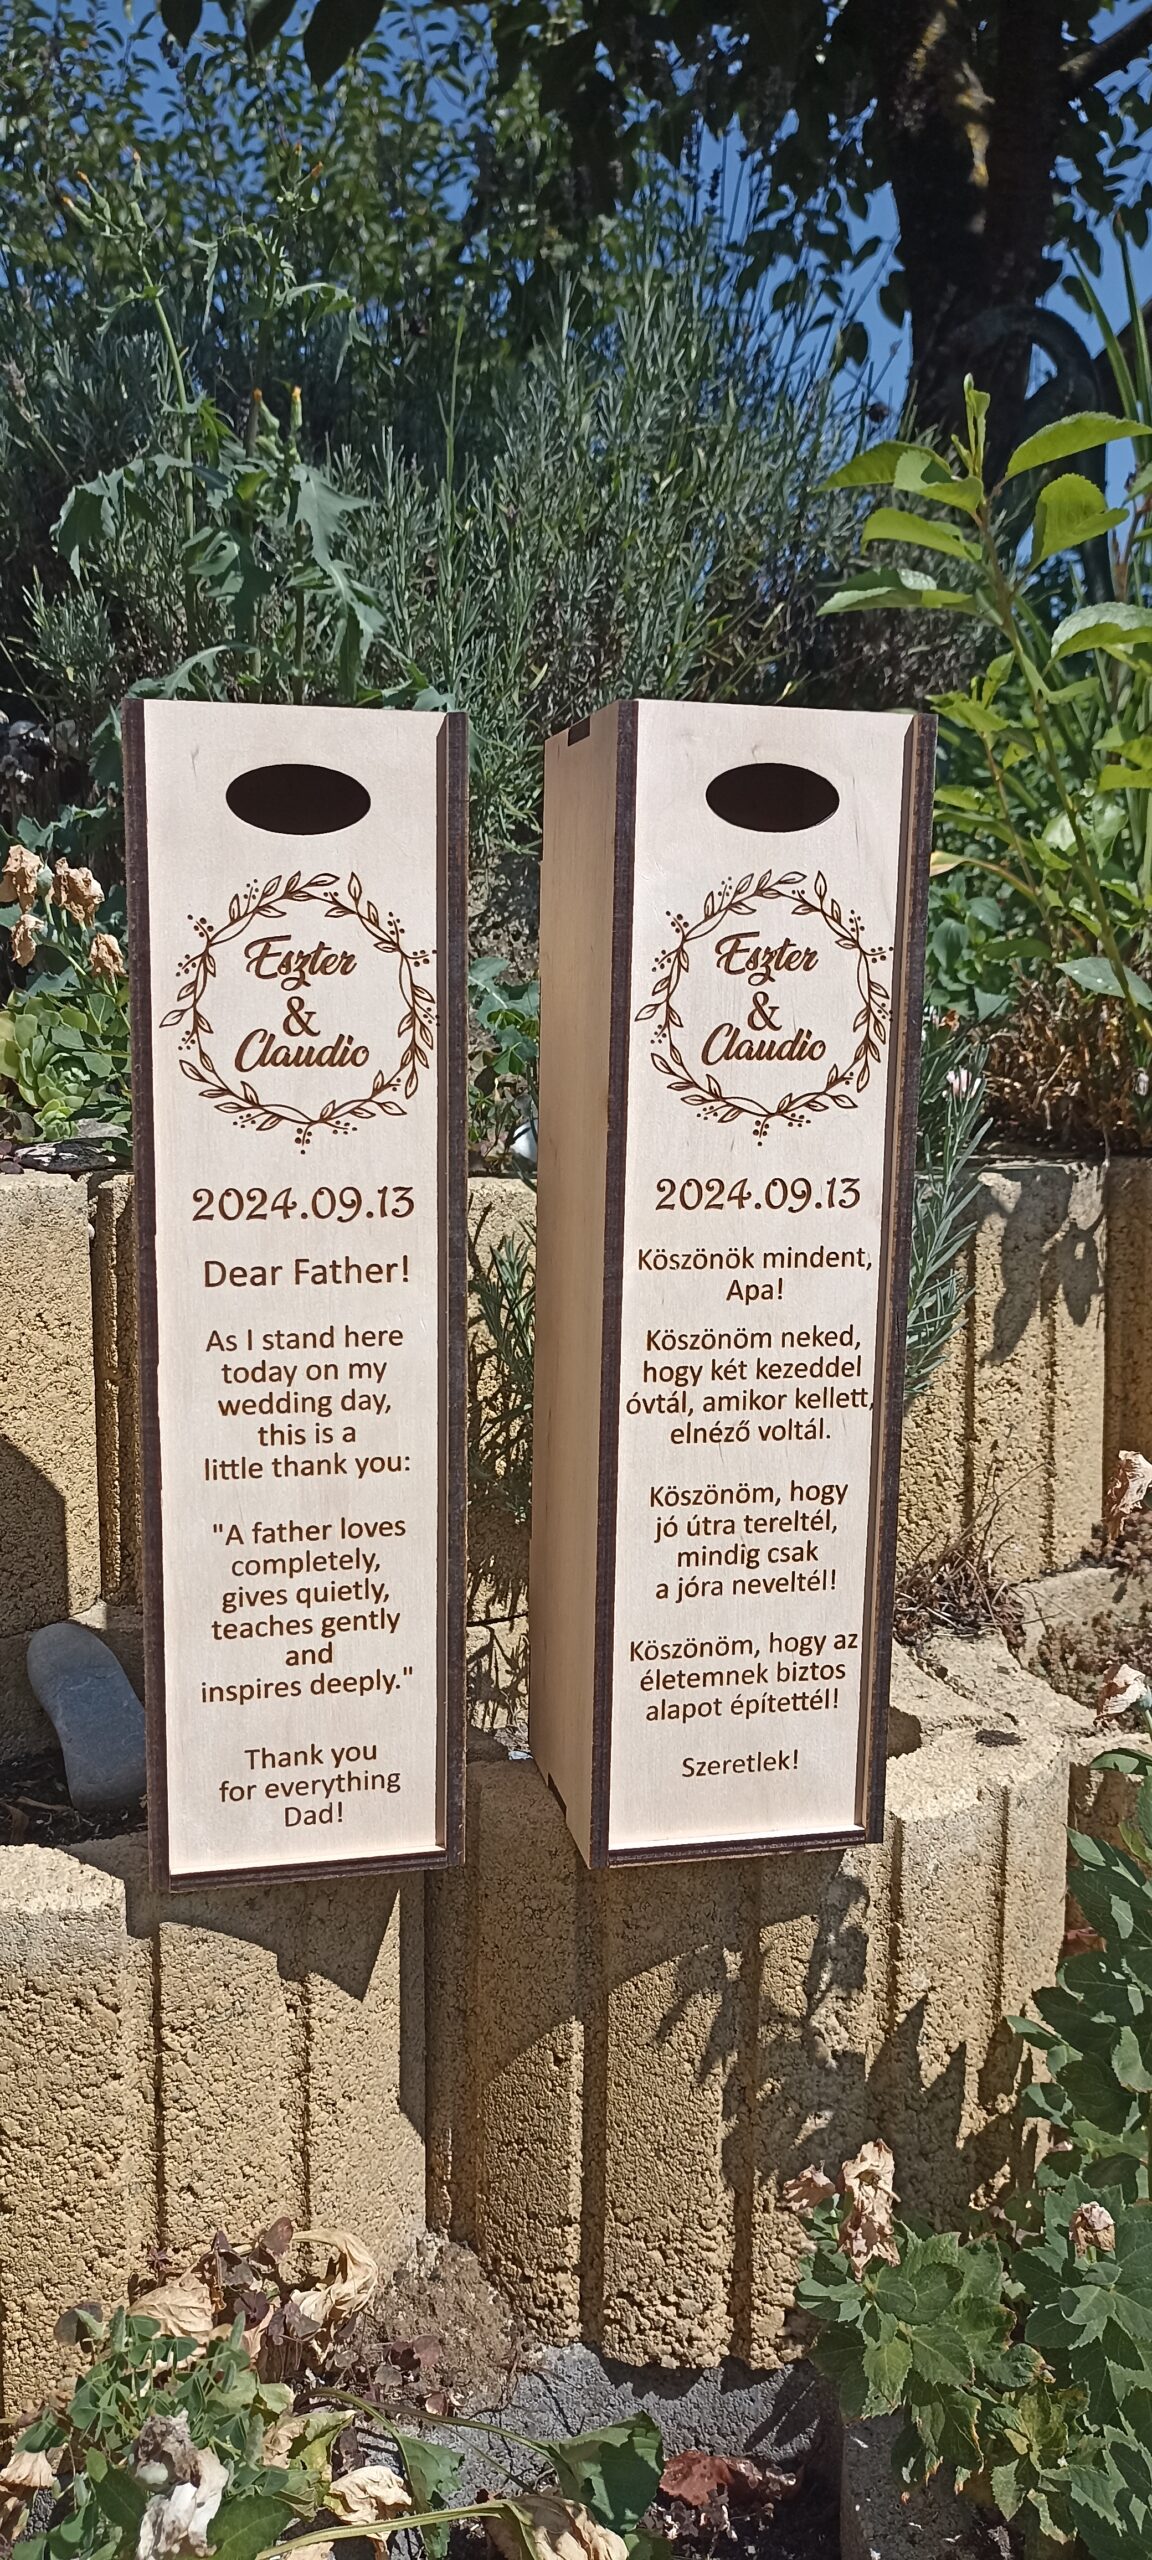 Eszter
&
Claudio
2024.09.13
Dear Father!
As I stand here
today on my
wedding day,
this is a
little thank you:
"A father loves
completely,
gives quietly,
teaches gently
and
inspires deeply."
Thank you
for everything
Dad!
Eszter
&
Claudio
2024.09.13
Köszönök mindent,
Apa!
Köszönöm neked,
hogy két kezeddel
óvtál, amikor kellett,
elnéző voltál.
Köszönöm, hogy
jó útra tereltél,
mindig csak
a jóra neveltél!
Köszönöm, hogy az
életemnek biztos
alapot építettél!
Szeretlek!